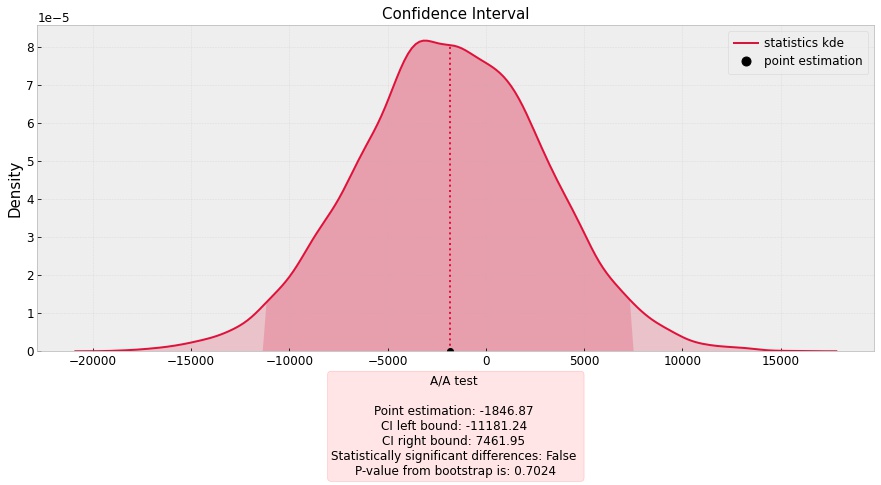 Confidence Interval
1e−5
statistics kde
point estimation
8
7
6
5
4
3
2
1
0
Density
−20000 −15000 −10000 −5000 0 5000 10000 15000
A/A test
Point estimation: -1846.87
CI left bound: -11181.24
CI right bound: 7461.95
Statistically significant differences: False
P-value from bootstrap is: 0.7024